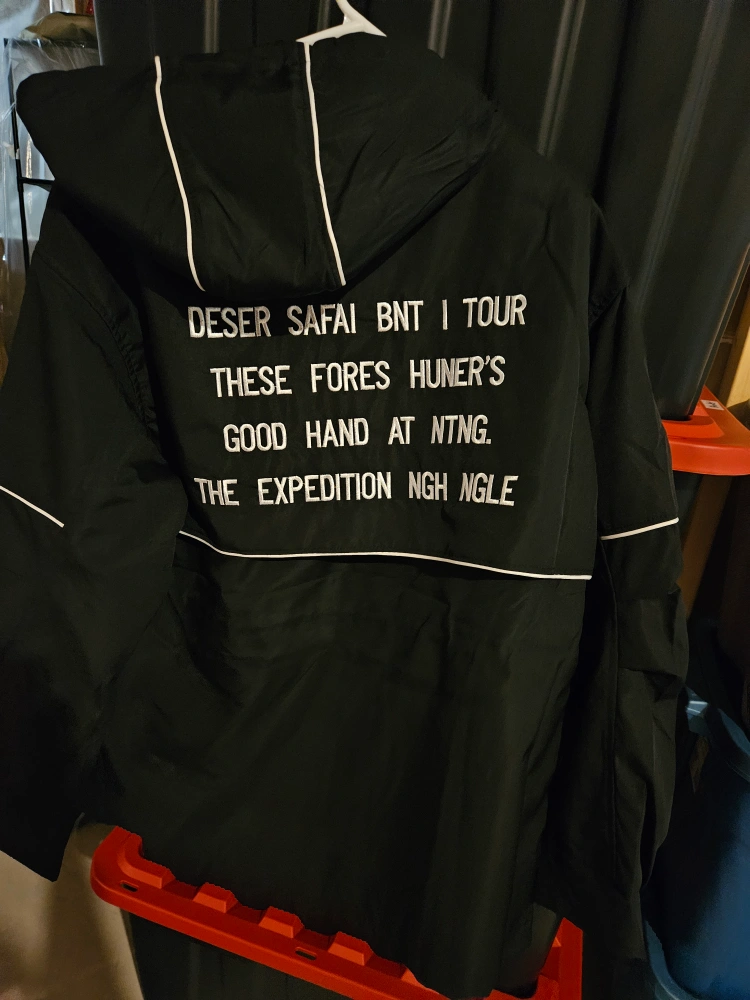 DESER SAFAI BNT I TOUR
THESE FORES HUNER'S
GOOD HAND AT NTNG.
THE EXPEDITION NGH NGLE